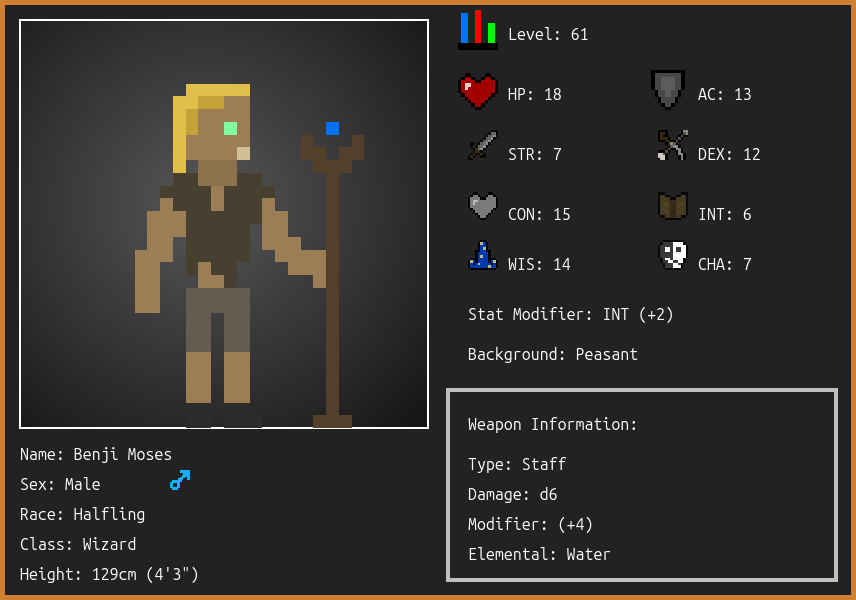 Level: 61
HP: 18
AC: 13
STR: 7
DEX: 12
CON: 15
INT: 6
WIS: 14
CHA: 7
Stat Modifier: INT (+2)
Background: Peasant
Weapon Information:
Type: Staff
Damage: d6
Modifier: (+4)
Elemental: Water
Name: Benji Moses
Sex: Male
Race: Halfling
Class: Wizard
Height: 129cm (4'3")